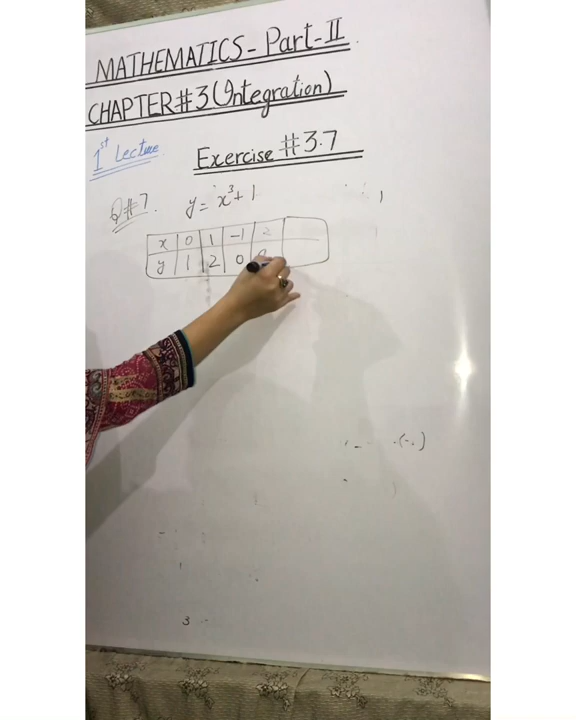 MATHEMATICS - Part-II
CHAPTER#3(Integration)
1st Lecture
Exercise #3.7
Q#7. y = x³+1
x 0 1 -1 2
y 1 2 0
3